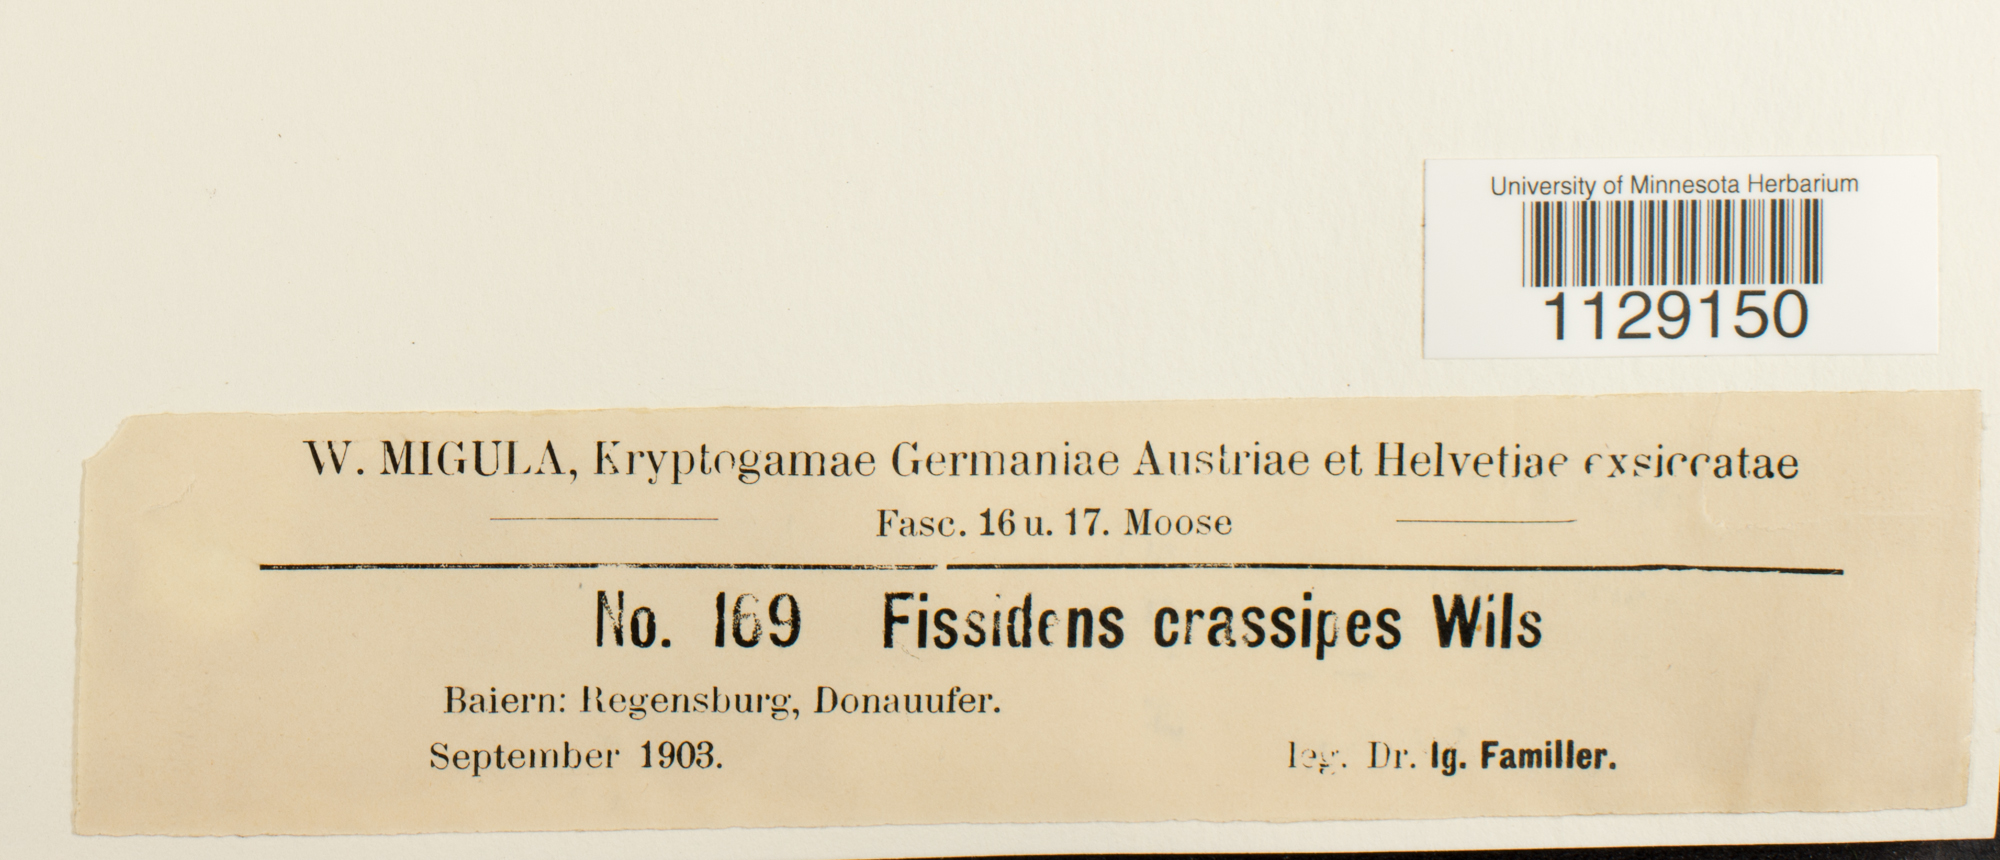 University of Minnesota Herbarium
1129150
W. MIGULA, Kryptogamae Germaniae Austriae et Helvetiae exsiccatae
Fasc. 16 u. 17. Moose
No. 169 Fissidens crassipes Wils
Baiern: Regensburg, Donauufer.
September 1903.
leg. Dr. Ig. Familler.